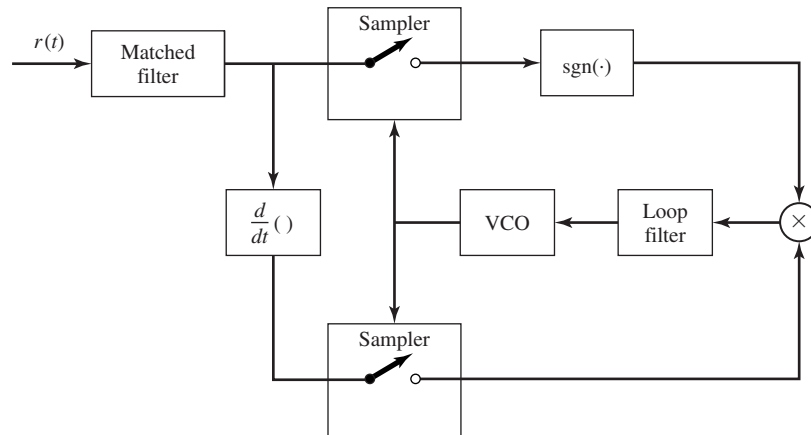 r(t)
Matched
filter
Sampler
sgn(·)
d
dt
( )
VCO
Loop
filter
×
Sampler